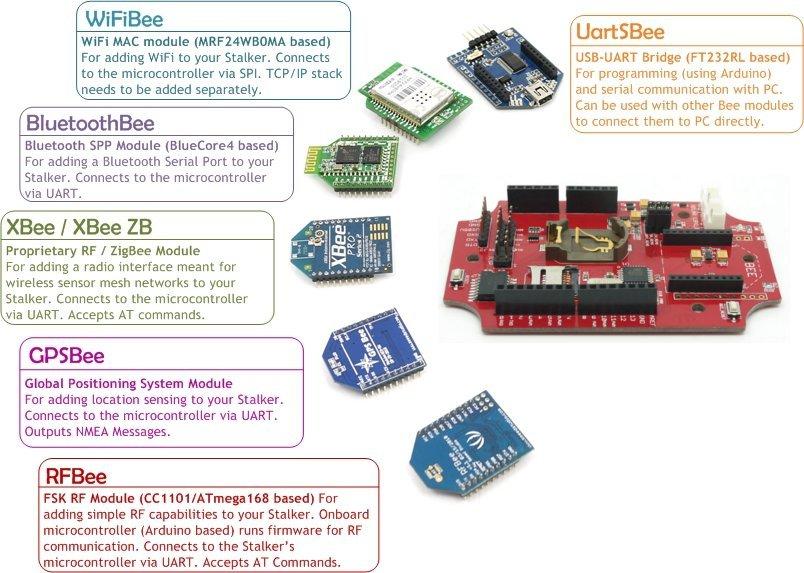 WiFiBee
WiFi MAC module (MRF24WB0MA based)
For adding WiFi to your Stalker. Connects
to the microcontroller via SPI. TCP/IP stack
needs to be added separately.
UartSBee
USB-UART Bridge (FT232RL based)
For programming (using Arduino)
and serial communication with PC.
Can be used with other Bee modules
to connect them to PC directly.
BluetoothBee
Bluetooth SPP Module (BlueCore4 based)
For adding a Bluetooth Serial Port to your
Stalker. Connects to the microcontroller
via UART.
XBee / XBee ZB
Proprietary RF / ZigBee Module
For adding a radio interface meant for
wireless sensor mesh networks to your
Stalker. Connects to the microcontroller
via UART. Accepts AT commands.
XBee
PRO
GPSBee
Global Positioning System Module
For adding location sensing to your Stalker.
Connects to the microcontroller via UART.
Outputs NMEA Messages.
GPS Bee
BEE
RFBee
FSK RF Module (CC1101/ATmega168 based) For
adding simple RF capabilities to your Stalker. Onboard
microcontroller (Arduino based) runs firmware for RF
communication. Connects to the Stalker's
microcontroller via UART. Accepts AT Commands.
RFBee